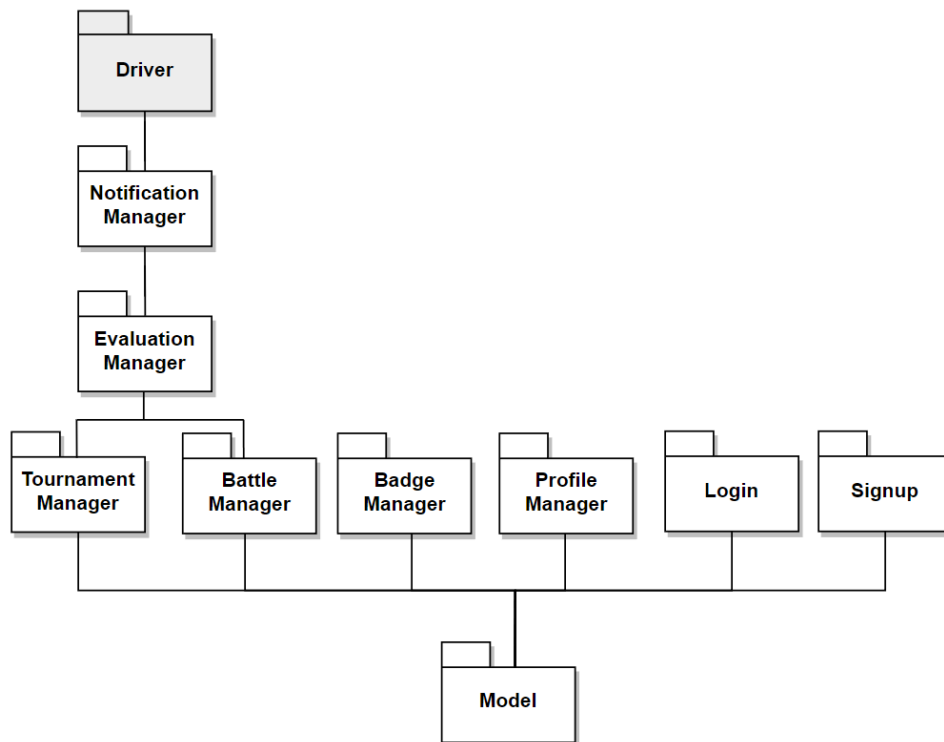 Driver
Notification
Manager
Evaluation
Manager
Tournament
Manager
Battle
Manager
Badge
Manager
Profile
Manager
Login
Signup
Model